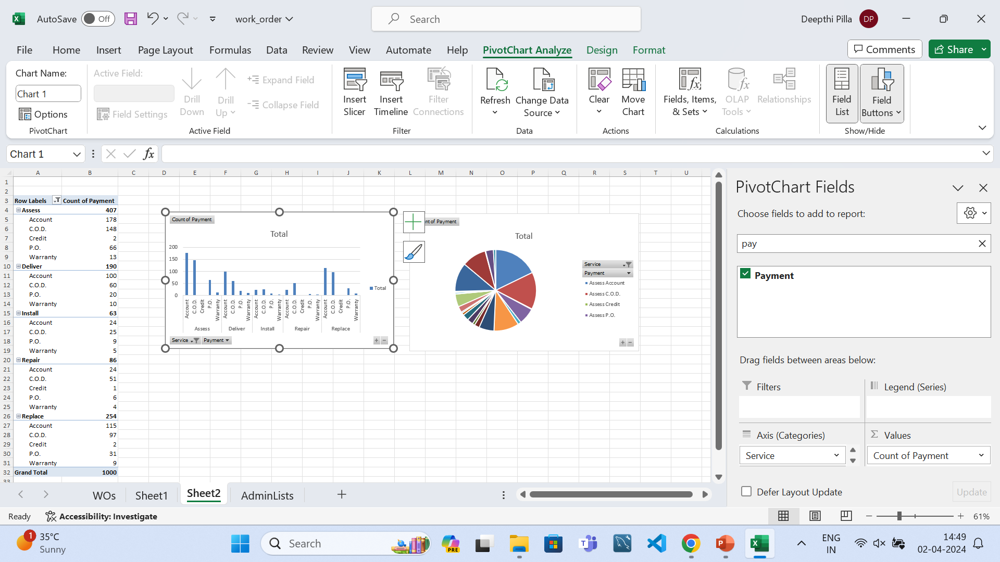 AutoSave Off work_order Search Deepthi Pilla DP
File Home Insert Page Layout Formulas Data Review View Automate Help PivotChart Analyze Design Format Comments Share
Chart Name:
Chart 1
Options
PivotChart
Active Field:
Field Settings
Drill Down
Drill Up
Expand Field
Collapse Field
Active Field
Insert Slicer
Insert Timeline
Filter Connections
Filter
Refresh
Change Data Source
Data
Clear
Move Chart
Actions
Fields, Items, & Sets
OLAP Tools
Relationships
Calculations
Field List
Field Buttons
Show/Hide
Chart 1 fx
A B C D E F G H I J K L M N O P Q R S T U
1
2
3 Row Labels Count of Payment
4 Assess 407
5 Account 178
6 C.O.D. 148
7 Credit 2
8 P.O. 66
9 Warranty 13
10 Deliver 190
11 Account 100
12 C.O.D. 60
13 P.O. 20
14 Warranty 10
15 Install 63
16 Account 24
17 C.O.D. 25
18 P.O. 9
19 Warranty 5
20 Repair 86
21 Account 24
22 C.O.D. 51
23 Credit 1
24 P.O. 6
25 Warranty 4
26 Replace 254
27 Account 115
28 C.O.D. 97
29 Credit 2
30 P.O. 31
31 Warranty 9
32 Grand Total 1000
33
Count of Payment
Total
200
150
100
50
0
Account C.O.D. Credit P.O. Warranty Account C.O.D. P.O. Warranty Account C.O.D. P.O. Warranty Account C.O.D. Credit P.O. Warranty Account C.O.D. Credit P.O. Warranty
Assess Deliver Install Repair Replace
Total
Service Payment
+ −
nt of Payment
Total
Service
Payment
Assess Account
Assess C.O.D.
Assess Credit
Assess P.O.
+ −
PivotChart Fields
Choose fields to add to report:
pay
Payment
Drag fields between areas below:
Filters
Legend (Series)
Axis (Categories)
Σ Values
Service
Count of Payment
Defer Layout Update Update
WOs Sheet1 Sheet2 AdminLists
Ready Accessibility: Investigate 61%
1 35°C
Sunny
Search
PRE
ENG
IN
14:49
02-04-2024